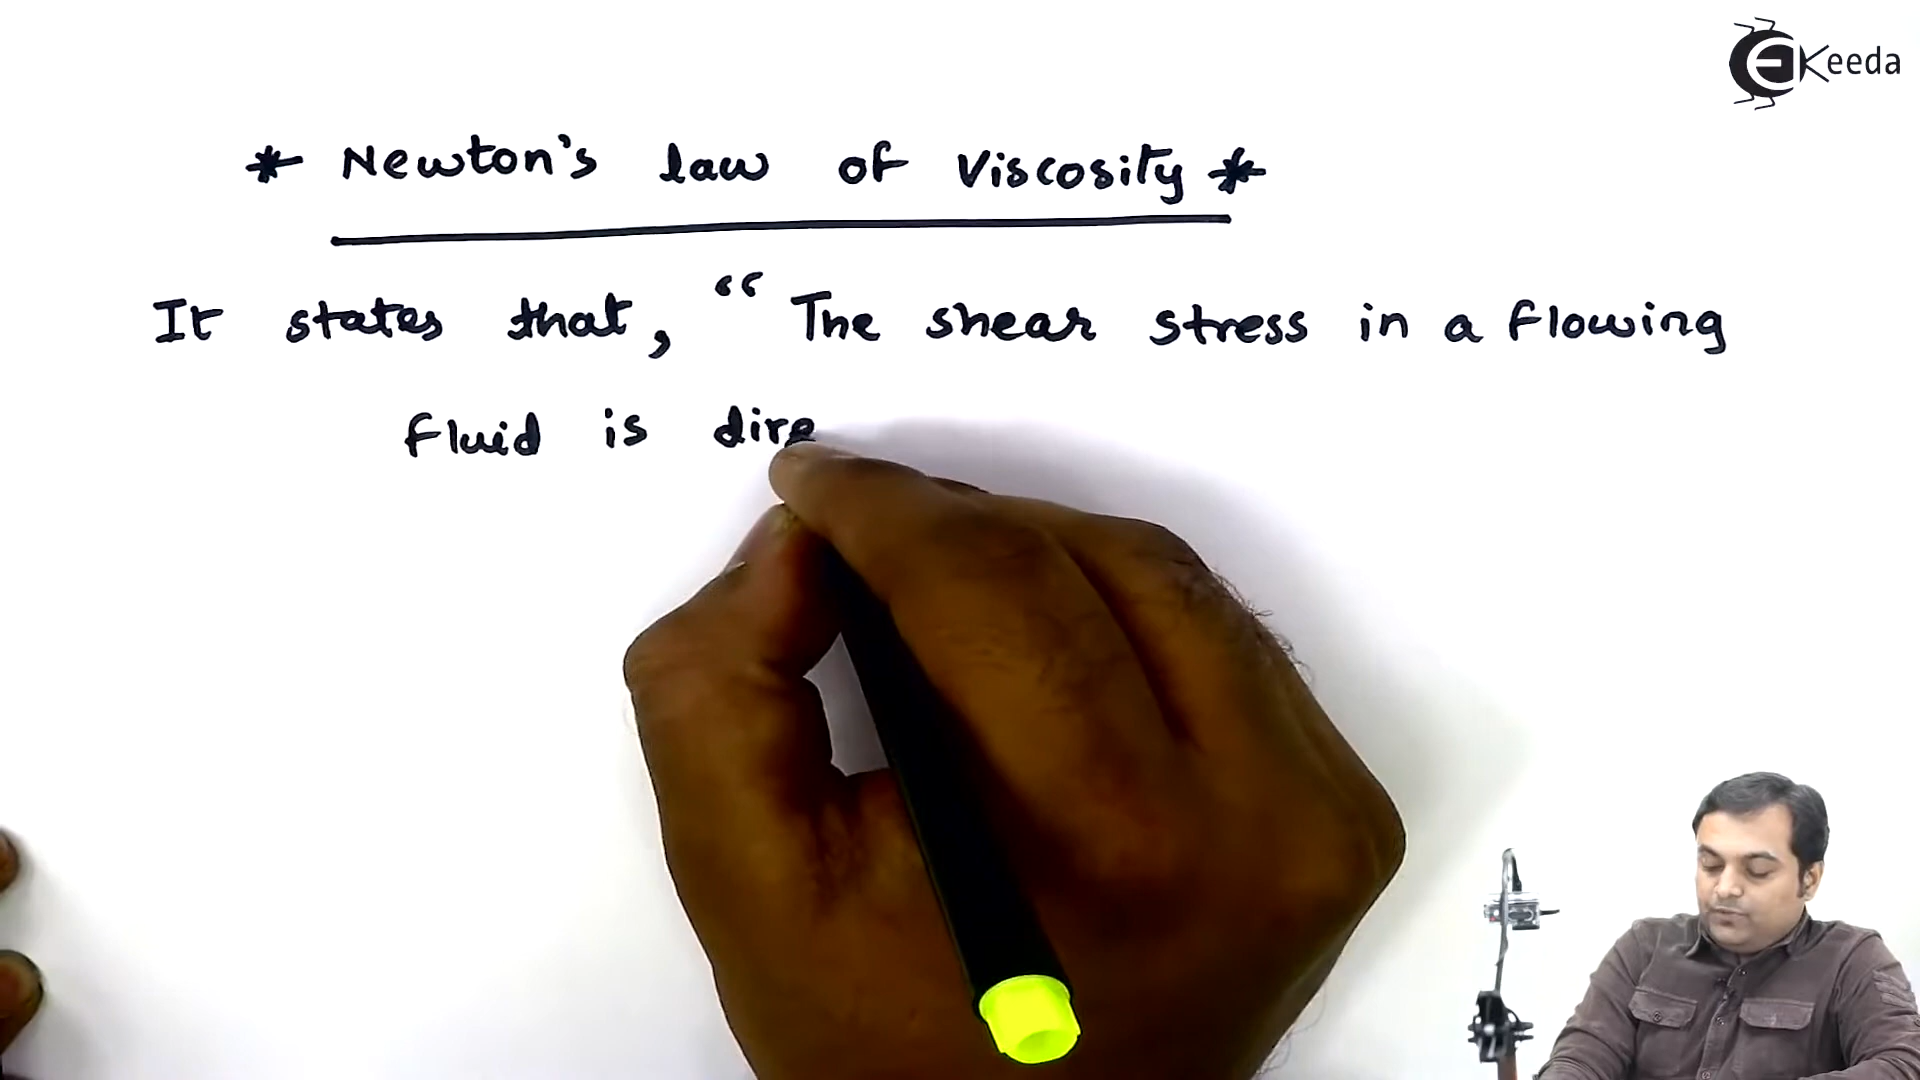 EKeeda
* Newton's law of Viscosity *
It states that, “ The shear stress in a flowing
fluid is dire